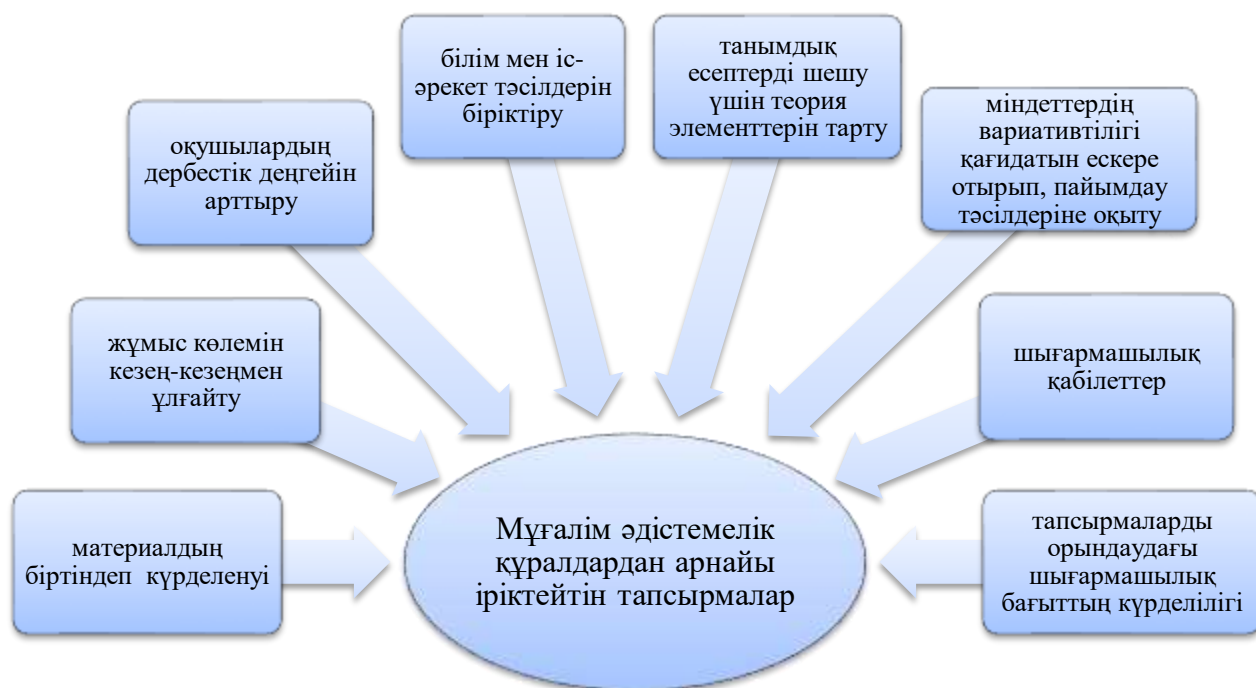 білім мен іс-
әрекет тәсілдерін
біріктіру
танымдық
есептерді шешу
үшін теория
элементтерін тарту
міндеттердің
вариативтілігі
қағидатын ескере
отырып, пайымдау
тәсілдеріне оқыту
оқушылардың
дербестік деңгейін
арттыру
жұмыс көлемін
кезең-кезеңмен
ұлғайту
шығармашылық
қабілеттер
материалдың
біртіндеп күрделенуі
Мұғалім әдістемелік
құралдардан арнайы
іріктейтін тапсырмалар
тапсырмаларды
орындаудағы
шығармашылық
бағыттың күрделілігі